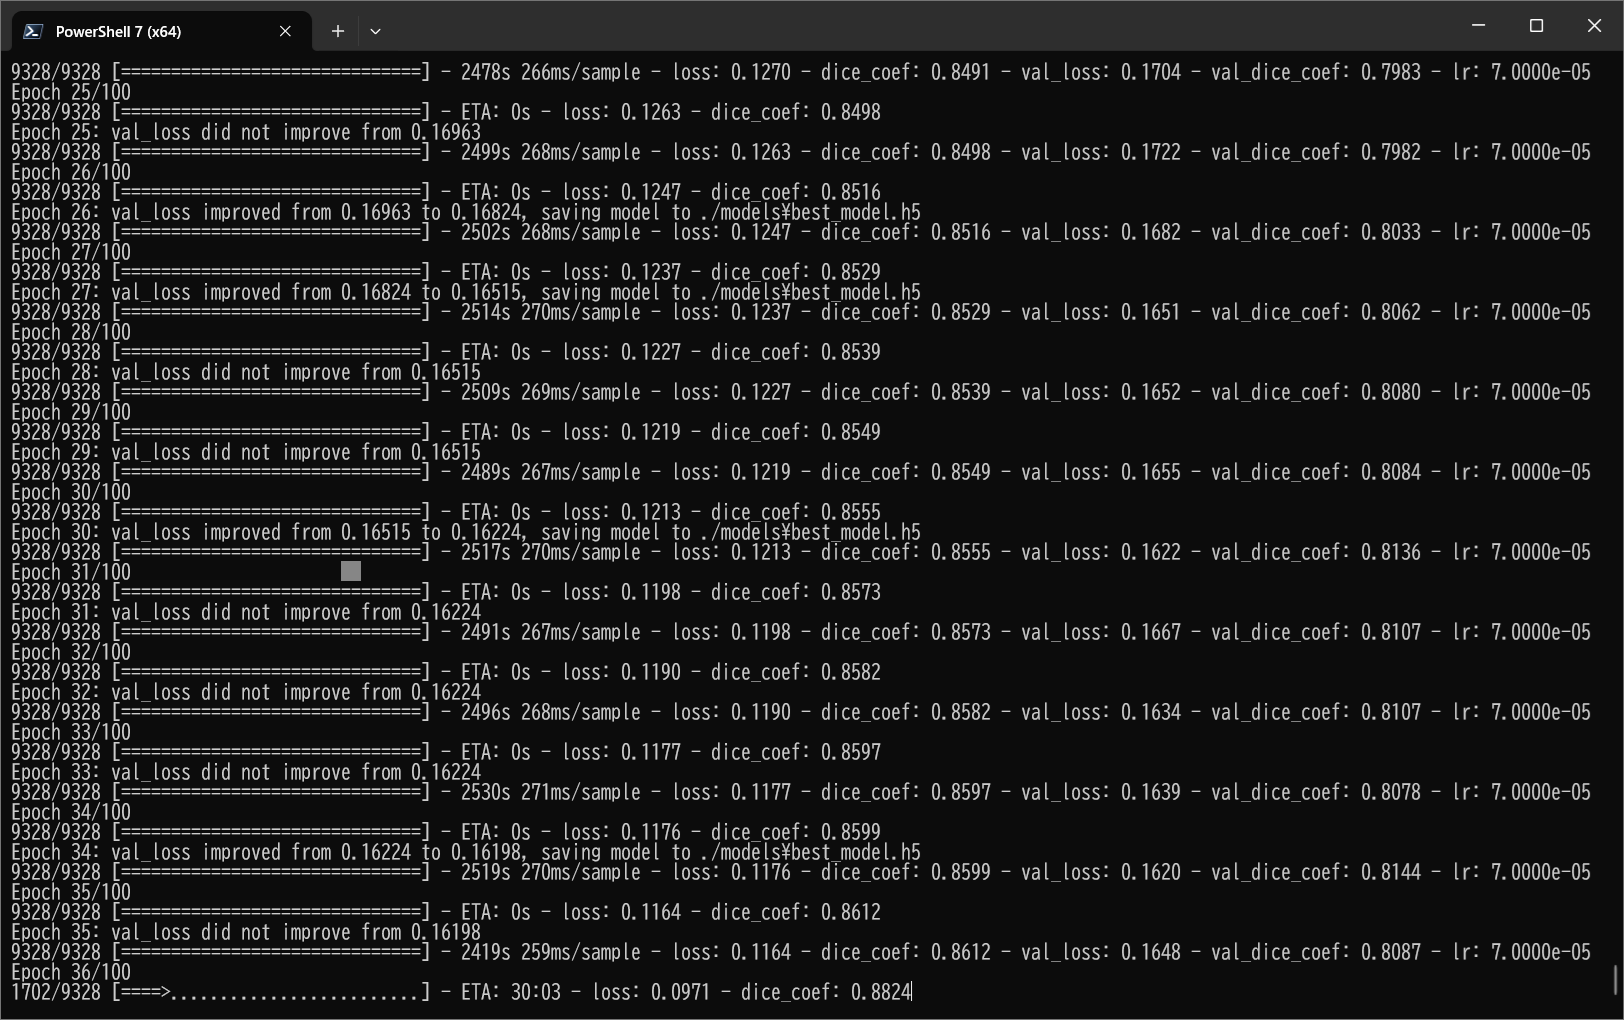 PowerShell 7 (x64)
9328/9328 [==============================] - 2478s 266ms/sample - loss: 0.1270 - dice_coef: 0.8491 - val_loss: 0.1704 - val_dice_coef: 0.7983 - lr: 7.0000e-05
Epoch 25/100
9328/9328 [==============================] - ETA: 0s - loss: 0.1263 - dice_coef: 0.8498
Epoch 25: val_loss did not improve from 0.16963
9328/9328 [==============================] - 2499s 268ms/sample - loss: 0.1263 - dice_coef: 0.8498 - val_loss: 0.1722 - val_dice_coef: 0.7982 - lr: 7.0000e-05
Epoch 26/100
9328/9328 [==============================] - ETA: 0s - loss: 0.1247 - dice_coef: 0.8516
Epoch 26: val_loss improved from 0.16963 to 0.16824, saving model to ./models¥best_model.h5
9328/9328 [==============================] - 2502s 268ms/sample - loss: 0.1247 - dice_coef: 0.8516 - val_loss: 0.1682 - val_dice_coef: 0.8033 - lr: 7.0000e-05
Epoch 27/100
9328/9328 [==============================] - ETA: 0s - loss: 0.1237 - dice_coef: 0.8529
Epoch 27: val_loss improved from 0.16824 to 0.16515, saving model to ./models¥best_model.h5
9328/9328 [==============================] - 2514s 270ms/sample - loss: 0.1237 - dice_coef: 0.8529 - val_loss: 0.1651 - val_dice_coef: 0.8062 - lr: 7.0000e-05
Epoch 28/100
9328/9328 [==============================] - ETA: 0s - loss: 0.1227 - dice_coef: 0.8539
Epoch 28: val_loss did not improve from 0.16515
9328/9328 [==============================] - 2509s 269ms/sample - loss: 0.1227 - dice_coef: 0.8539 - val_loss: 0.1652 - val_dice_coef: 0.8080 - lr: 7.0000e-05
Epoch 29/100
9328/9328 [==============================] - ETA: 0s - loss: 0.1219 - dice_coef: 0.8549
Epoch 29: val_loss did not improve from 0.16515
9328/9328 [==============================] - 2489s 267ms/sample - loss: 0.1219 - dice_coef: 0.8549 - val_loss: 0.1655 - val_dice_coef: 0.8084 - lr: 7.0000e-05
Epoch 30/100
9328/9328 [==============================] - ETA: 0s - loss: 0.1213 - dice_coef: 0.8555
Epoch 30: val_loss improved from 0.16515 to 0.16224, saving model to ./models¥best_model.h5
9328/9328 [==============================] - 2517s 270ms/sample - loss: 0.1213 - dice_coef: 0.8555 - val_loss: 0.1622 - val_dice_coef: 0.8136 - lr: 7.0000e-05
Epoch 31/100
9328/9328 [==============================] - ETA: 0s - loss: 0.1198 - dice_coef: 0.8573
Epoch 31: val_loss did not improve from 0.16224
9328/9328 [==============================] - 2491s 267ms/sample - loss: 0.1198 - dice_coef: 0.8573 - val_loss: 0.1667 - val_dice_coef: 0.8107 - lr: 7.0000e-05
Epoch 32/100
9328/9328 [==============================] - ETA: 0s - loss: 0.1190 - dice_coef: 0.8582
Epoch 32: val_loss did not improve from 0.16224
9328/9328 [==============================] - 2496s 268ms/sample - loss: 0.1190 - dice_coef: 0.8582 - val_loss: 0.1634 - val_dice_coef: 0.8107 - lr: 7.0000e-05
Epoch 33/100
9328/9328 [==============================] - ETA: 0s - loss: 0.1177 - dice_coef: 0.8597
Epoch 33: val_loss did not improve from 0.16224
9328/9328 [==============================] - 2530s 271ms/sample - loss: 0.1177 - dice_coef: 0.8597 - val_loss: 0.1639 - val_dice_coef: 0.8078 - lr: 7.0000e-05
Epoch 34/100
9328/9328 [==============================] - ETA: 0s - loss: 0.1176 - dice_coef: 0.8599
Epoch 34: val_loss improved from 0.16224 to 0.16198, saving model to ./models¥best_model.h5
9328/9328 [==============================] - 2519s 270ms/sample - loss: 0.1176 - dice_coef: 0.8599 - val_loss: 0.1620 - val_dice_coef: 0.8144 - lr: 7.0000e-05
Epoch 35/100
9328/9328 [==============================] - ETA: 0s - loss: 0.1164 - dice_coef: 0.8612
Epoch 35: val_loss did not improve from 0.16198
9328/9328 [==============================] - 2419s 259ms/sample - loss: 0.1164 - dice_coef: 0.8612 - val_loss: 0.1648 - val_dice_coef: 0.8087 - lr: 7.0000e-05
Epoch 36/100
1702/9328 [====>.........................] - ETA: 30:03 - loss: 0.0971 - dice_coef: 0.8824